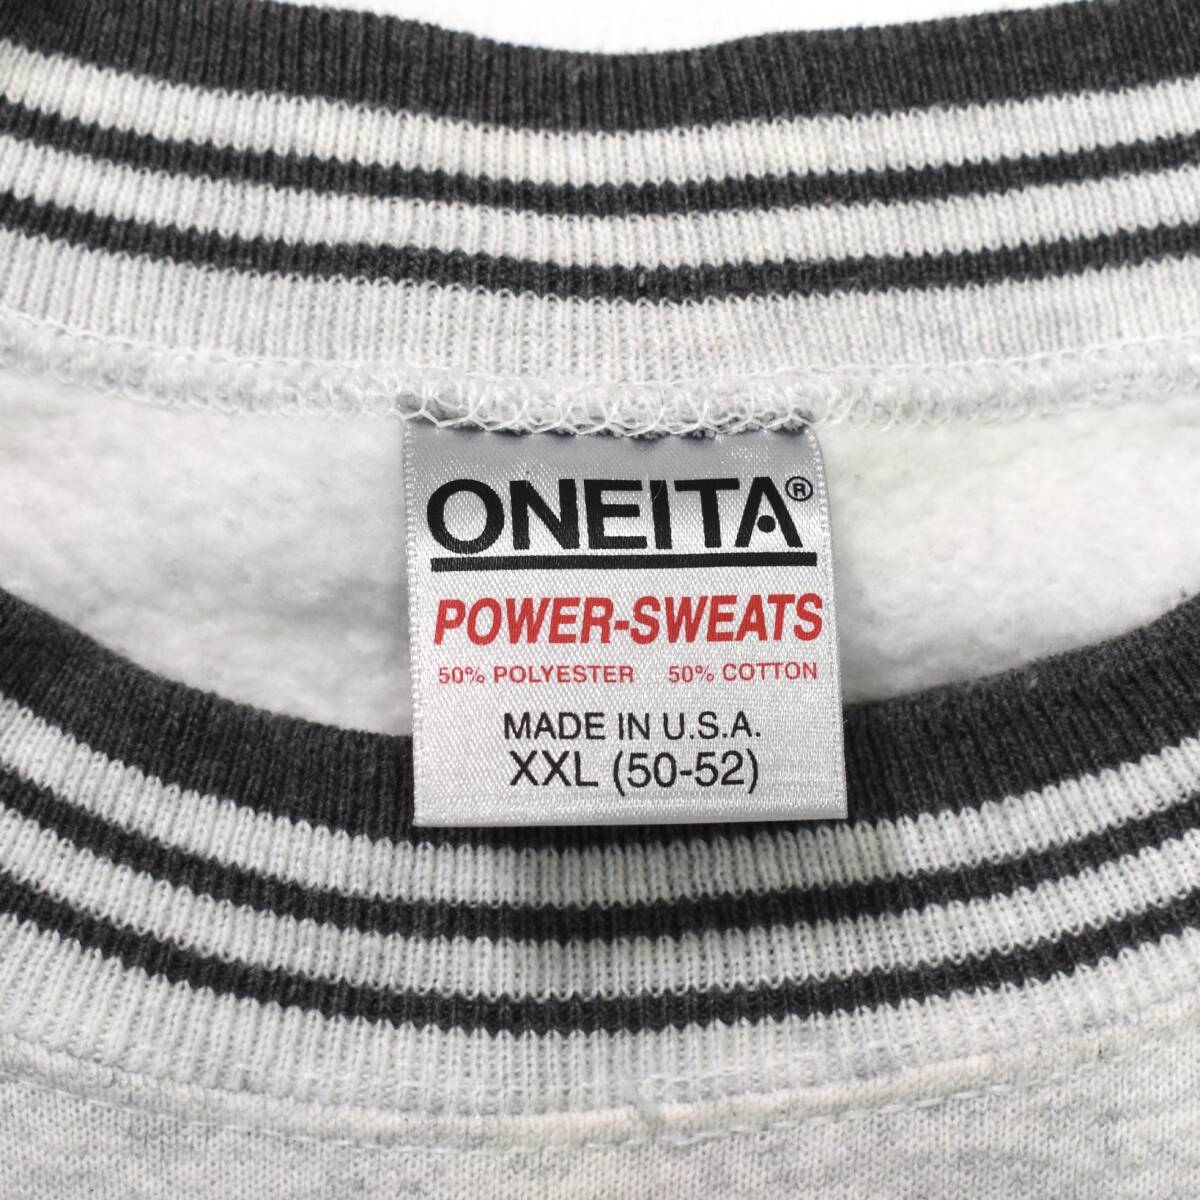 ONEITA®
POWER-SWEATS
50% POLYESTER 50% COTTON
MADE IN U.S.A.
XXL (50-52)